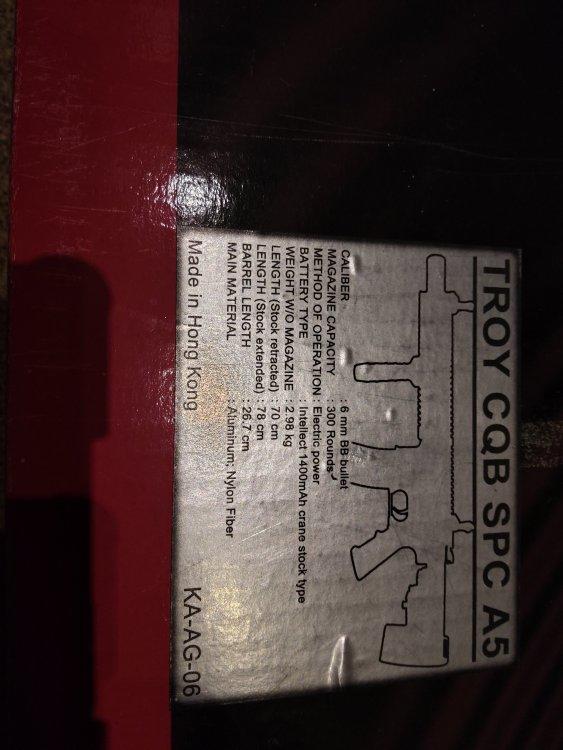 TROY CQB SPC A5
CALIBER : 6 mm BB bullet
MAGAZINE CAPACITY : 300 Rounds
METHOD OF OPERATION : Electric power
BATTERY TYPE : Intellect 1400mAh crane stock type
WEIGHT W/O MAGAZINE : 2.98 kg
LENGTH (Stock retracted) : 70 cm
LENGTH (Stock extended) : 78 cm
BARREL LENGTH : 26.7 cm
MAIN MATERIAL : Aluminum; Nylon Fiber
Made in Hong Kong KA-AG-06